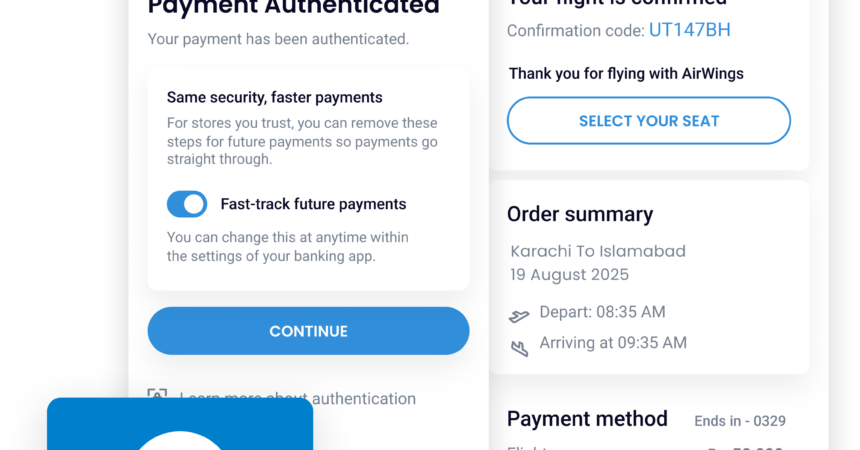 Payment Authenticated
Your payment has been authenticated.
Same security, faster payments
For stores you trust, you can remove these
steps for future payments so payments go
straight through.
Fast-track future payments
You can change this at anytime within
the settings of your banking app.
CONTINUE
Learn more about authentication
Your flight is confirmed
Confirmation code: UT147BH
Thank you for flying with AirWings
SELECT YOUR SEAT
Order summary
Karachi To Islamabad
19 August 2025
Depart: 08:35 AM
Arriving at 09:35 AM
Payment method
Ends in - 0329